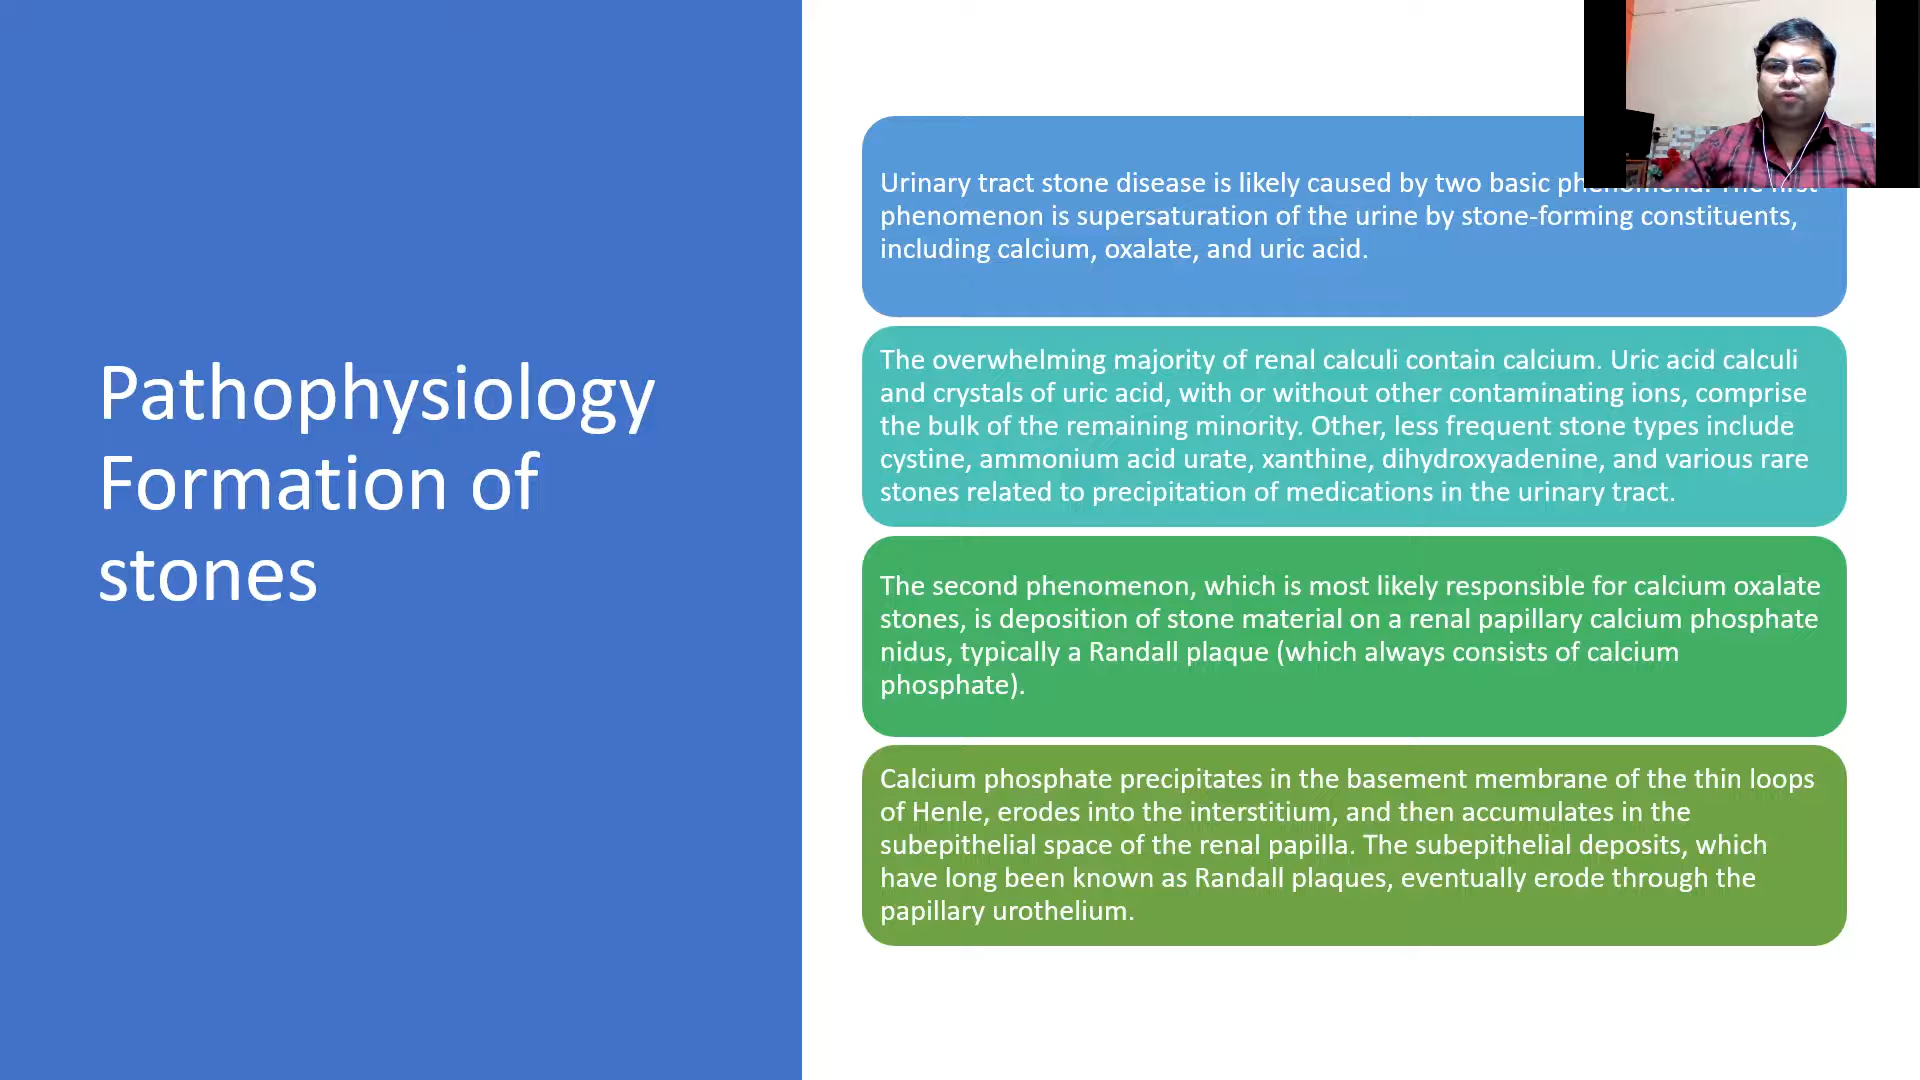 Pathophysiology
Formation of
stones
Urinary tract stone disease is likely caused by two basic phenomena. The first
phenomenon is supersaturation of the urine by stone-forming constituents,
including calcium, oxalate, and uric acid.
The overwhelming majority of renal calculi contain calcium. Uric acid calculi
and crystals of uric acid, with or without other contaminating ions, comprise
the bulk of the remaining minority. Other, less frequent stone types include
cystine, ammonium acid urate, xanthine, dihydroxyadenine, and various rare
stones related to precipitation of medications in the urinary tract.
The second phenomenon, which is most likely responsible for calcium oxalate
stones, is deposition of stone material on a renal papillary calcium phosphate
nidus, typically a Randall plaque (which always consists of calcium
phosphate).
Calcium phosphate precipitates in the basement membrane of the thin loops
of Henle, erodes into the interstitium, and then accumulates in the
subepithelial space of the renal papilla. The subepithelial deposits, which
have long been known as Randall plaques, eventually erode through the
papillary urothelium.